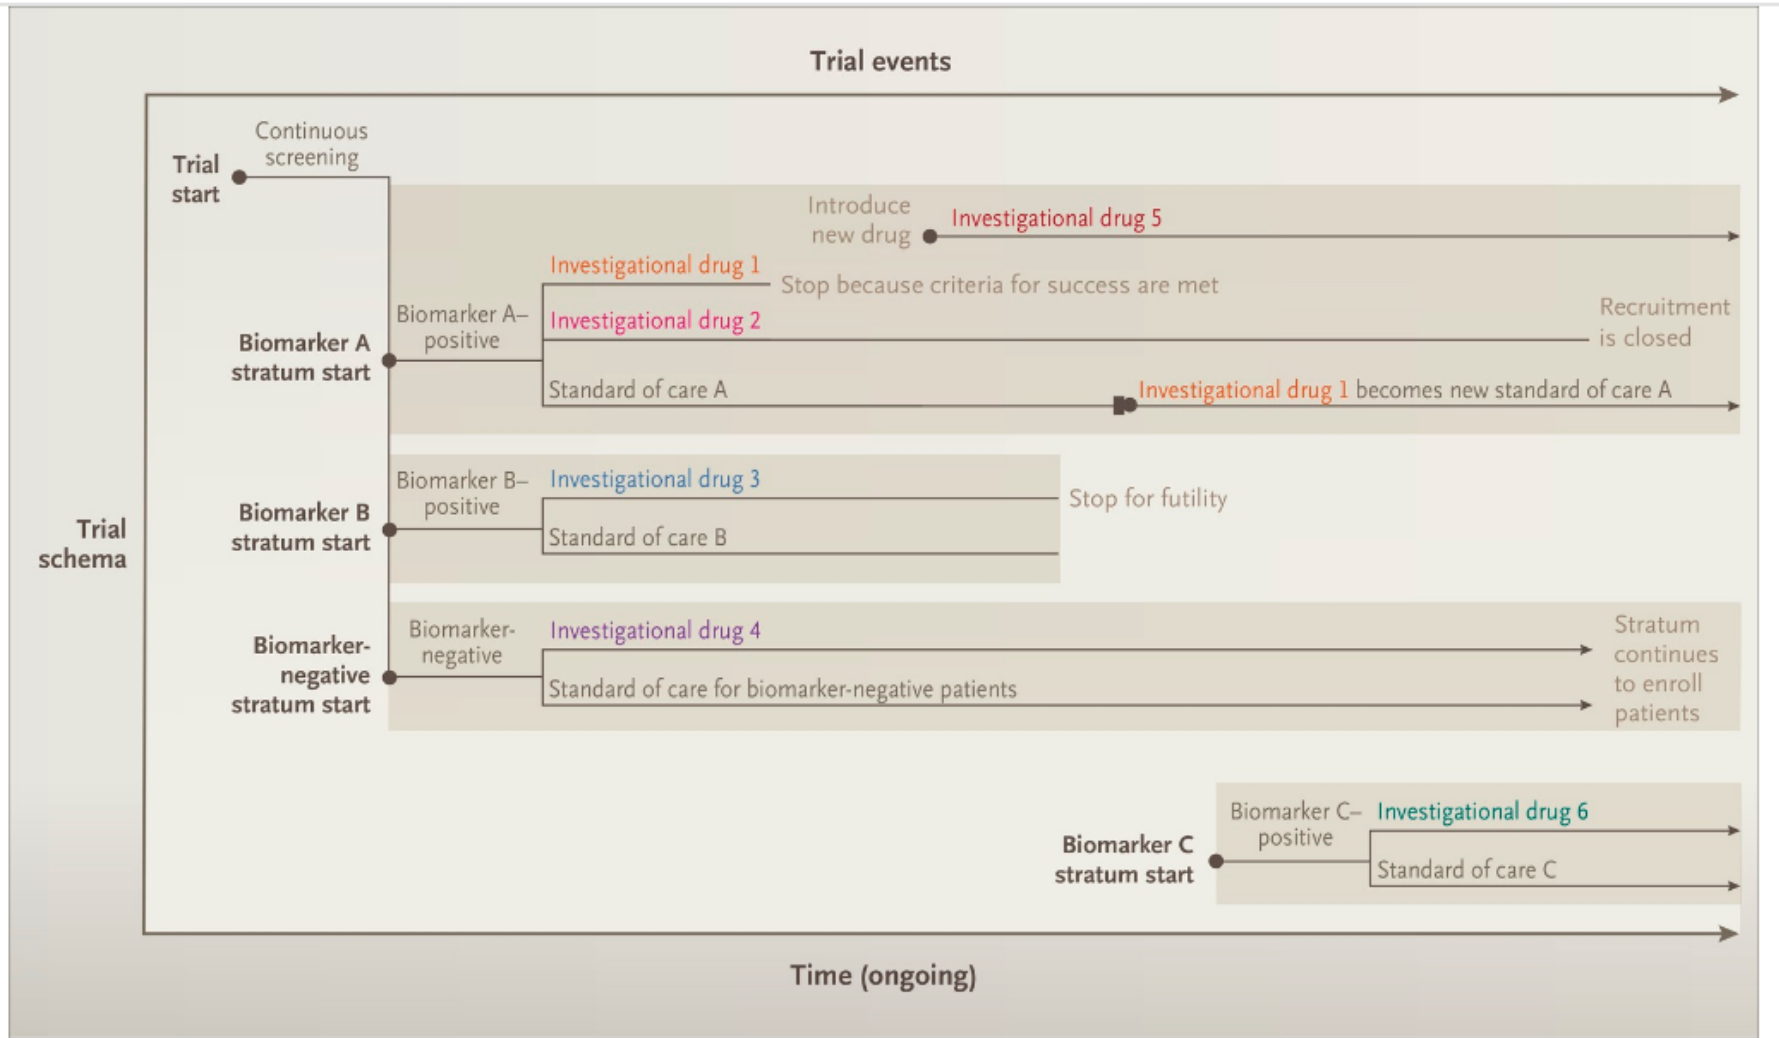 Trial events
Continuous
screening
Trial
start
Introduce
new drug
Investigational drug 5
Investigational drug 1
Stop because criteria for success are met
Biomarker A–
positive
Investigational drug 2
Recruitment
is closed
Biomarker A
stratum start
Standard of care A
Investigational drug 1 becomes new standard of care A
Biomarker B–
positive
Investigational drug 3
Stop for futility
Biomarker B
stratum start
Standard of care B
Trial
schema
Biomarker-
negative
Investigational drug 4
Stratum
continues
to enroll
patients
Biomarker-
negative
stratum start
Standard of care for biomarker-negative patients
Biomarker C–
positive
Investigational drug 6
Biomarker C
stratum start
Standard of care C
Time (ongoing)